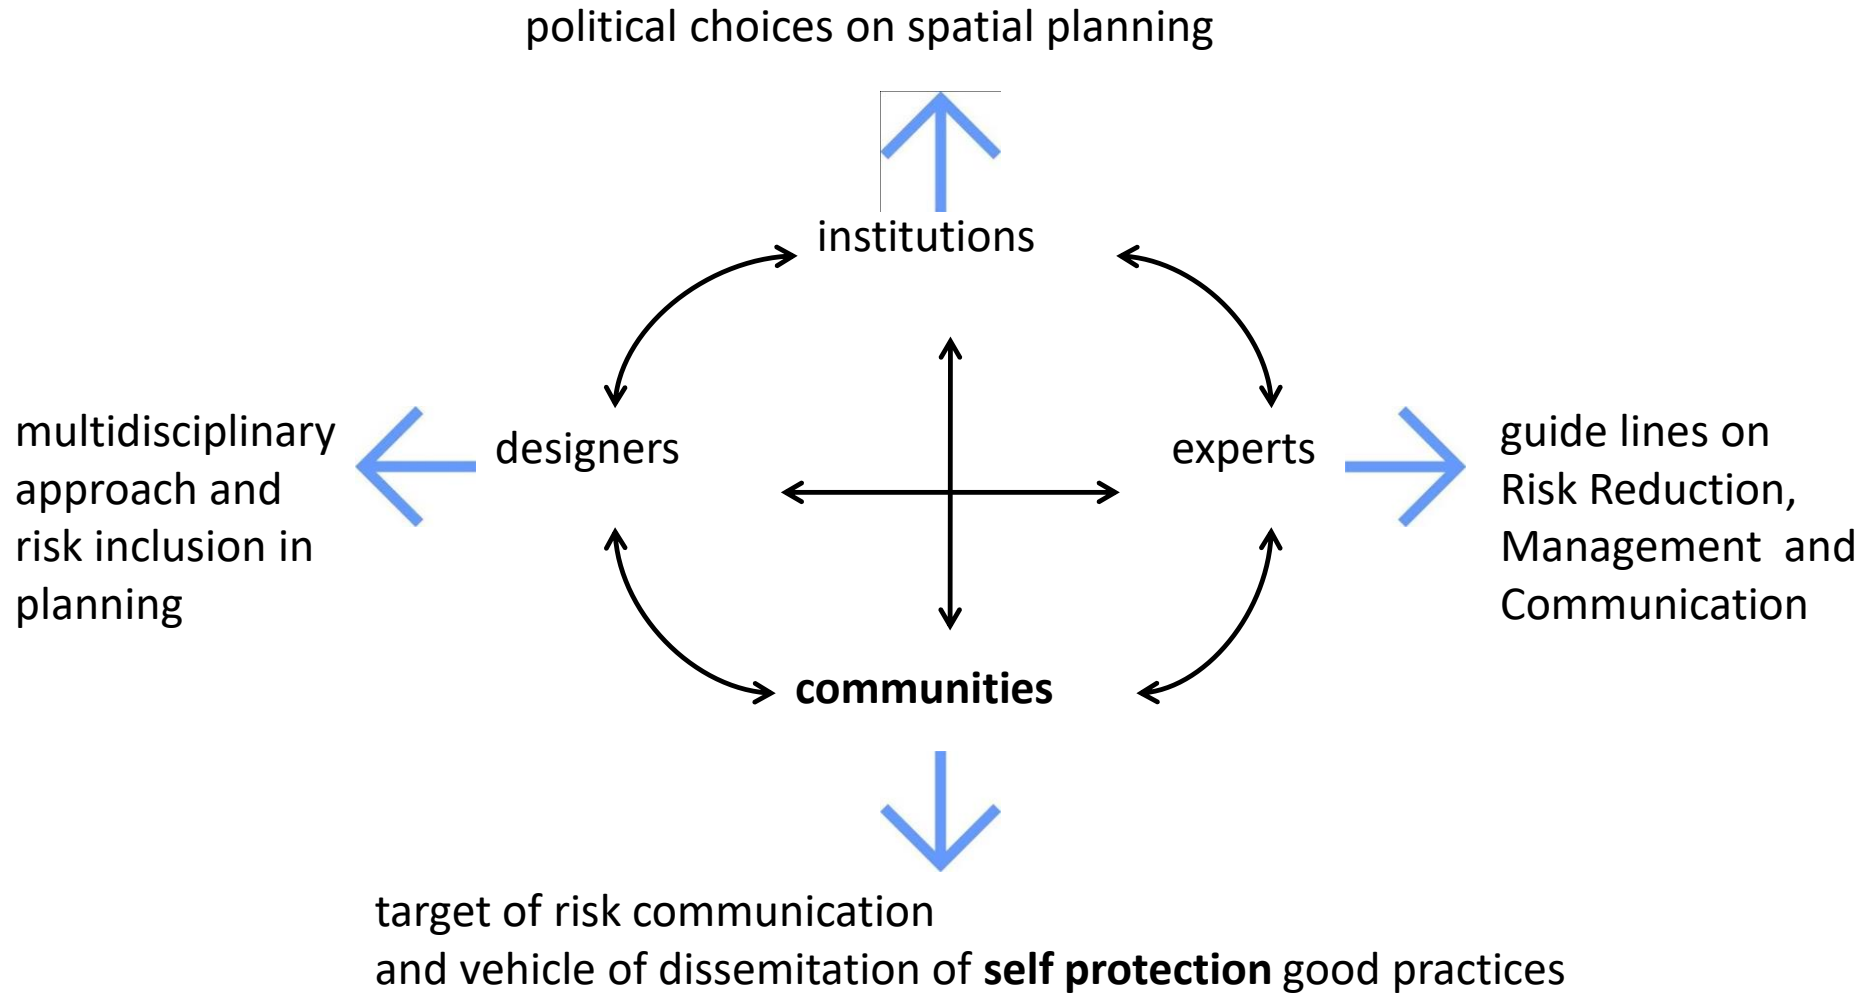 political choices on spatial planning
institutions
multidisciplinary
approach and
risk inclusion in
planning
designers
experts
guide lines on
Risk Reduction,
Management and
Communication
communities
target of risk communication
and vehicle of dissemitation of self protection good practices